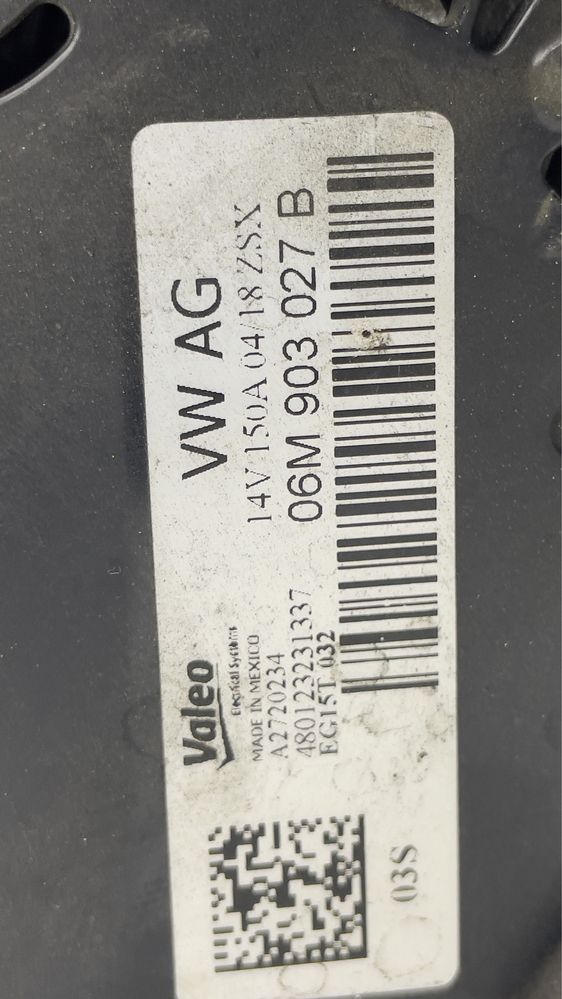 Valeo
Electrical Systems
MADE IN MEXICO
A2720234
480123231337
EG15T 032
VW AG
14V 150A 04/18 ZSX
06M 903 027 B
03S